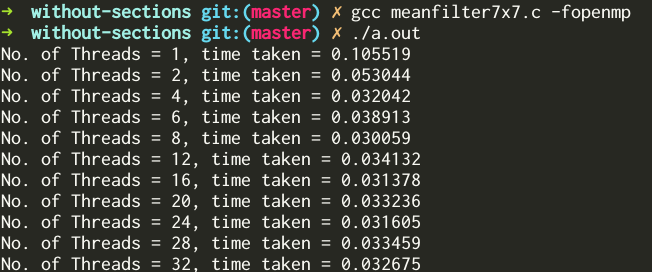 ➜ without-sections git:(master) ✗ gcc meanfilter7x7.c -fopenmp
➜ without-sections git:(master) ✗ ./a.out
No. of Threads = 1, time taken = 0.105519
No. of Threads = 2, time taken = 0.053044
No. of Threads = 4, time taken = 0.032042
No. of Threads = 6, time taken = 0.038913
No. of Threads = 8, time taken = 0.030059
No. of Threads = 12, time taken = 0.034132
No. of Threads = 16, time taken = 0.031378
No. of Threads = 20, time taken = 0.033236
No. of Threads = 24, time taken = 0.031605
No. of Threads = 28, time taken = 0.033459
No. of Threads = 32, time taken = 0.032675